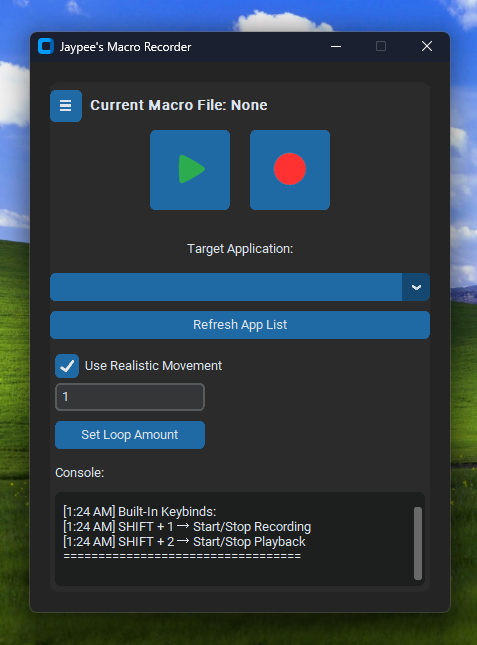 Jaypee's Macro Recorder
Current Macro File: None
Target Application:
Refresh App List
Use Realistic Movement
1
Set Loop Amount
Console:
[1:24 AM] Built-In Keybinds:
[1:24 AM] SHIFT + 1 → Start/Stop Recording
[1:24 AM] SHIFT + 2 → Start/Stop Playback
==================================